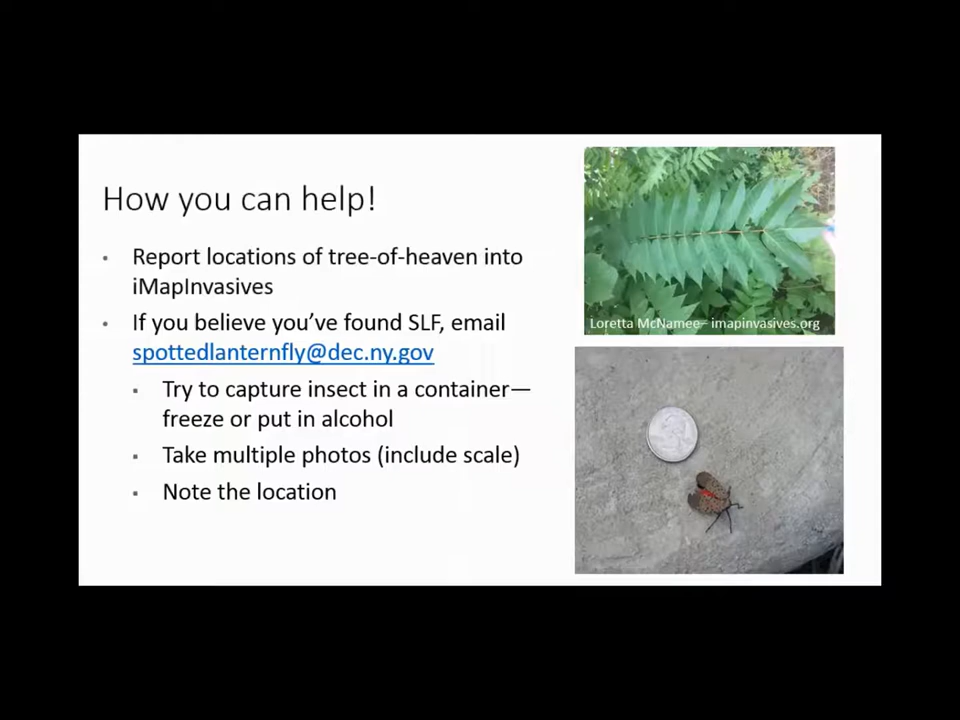 How you can help!
• Report locations of tree-of-heaven into
iMapInvasives
• If you believe you’ve found SLF, email
spottedlanternfly@dec.ny.gov
▪ Try to capture insect in a container—
freeze or put in alcohol
▪ Take multiple photos (include scale)
▪ Note the location
Loretta McNamee– imapinvasives.org